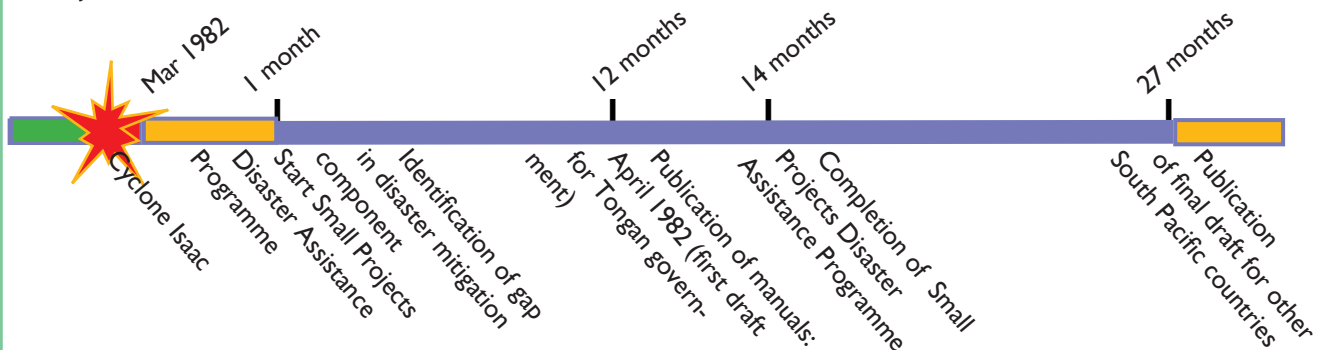 Mar 1982
1 month
12 months
14 months
27 months
Cyclone Isaac
Start Small Projects
Disaster Assistance
Programme
Identification of gap
in disaster mitigation
component
Publication of manuals:
April 1982 (first draft
for Tongan govern-
ment)
Completion of Small
Projects Disaster
Assistance Programme
Publication
of final draft for other
South Pacific countries